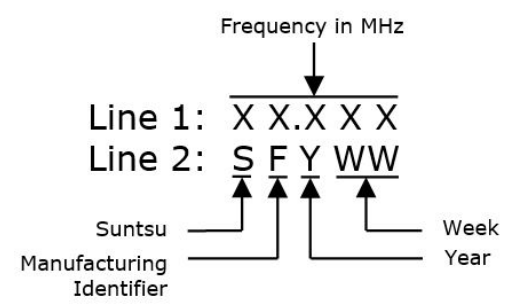 Frequency in MHz
Line 1: X X.X X X
Line 2: S F Y WW
Suntsu
Week
Manufacturing
Identifier
Year